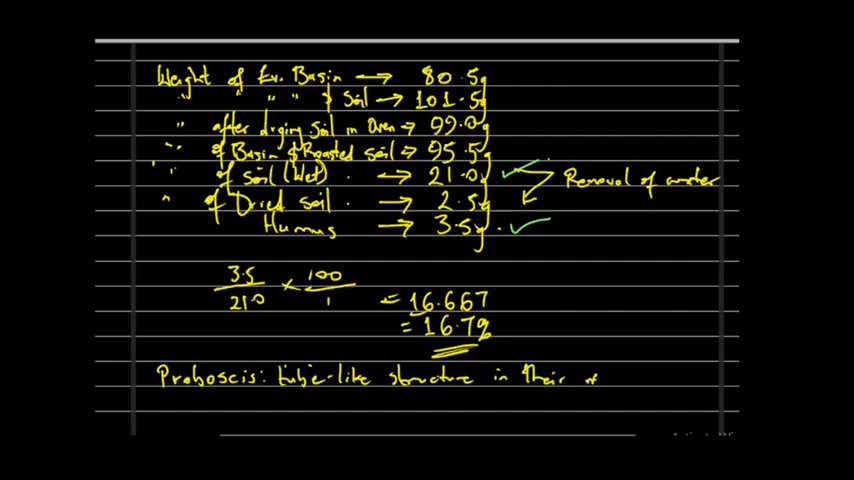 Weight of Ev. Basin → 80.5g
" " " " & Soil → 101.5g
" after drying soil in Oven → 99.0g
" of Basin & Roasted soil → 95.5g
" of Soil (Wet) → 21.0g ✓ Removal of water
" of Dried soil → 2.5g
Humus → 3.5g ✓
3.5/21.0 × 100/1 = 16.667
= 16.7%
Proboscis: tube-like structure in their